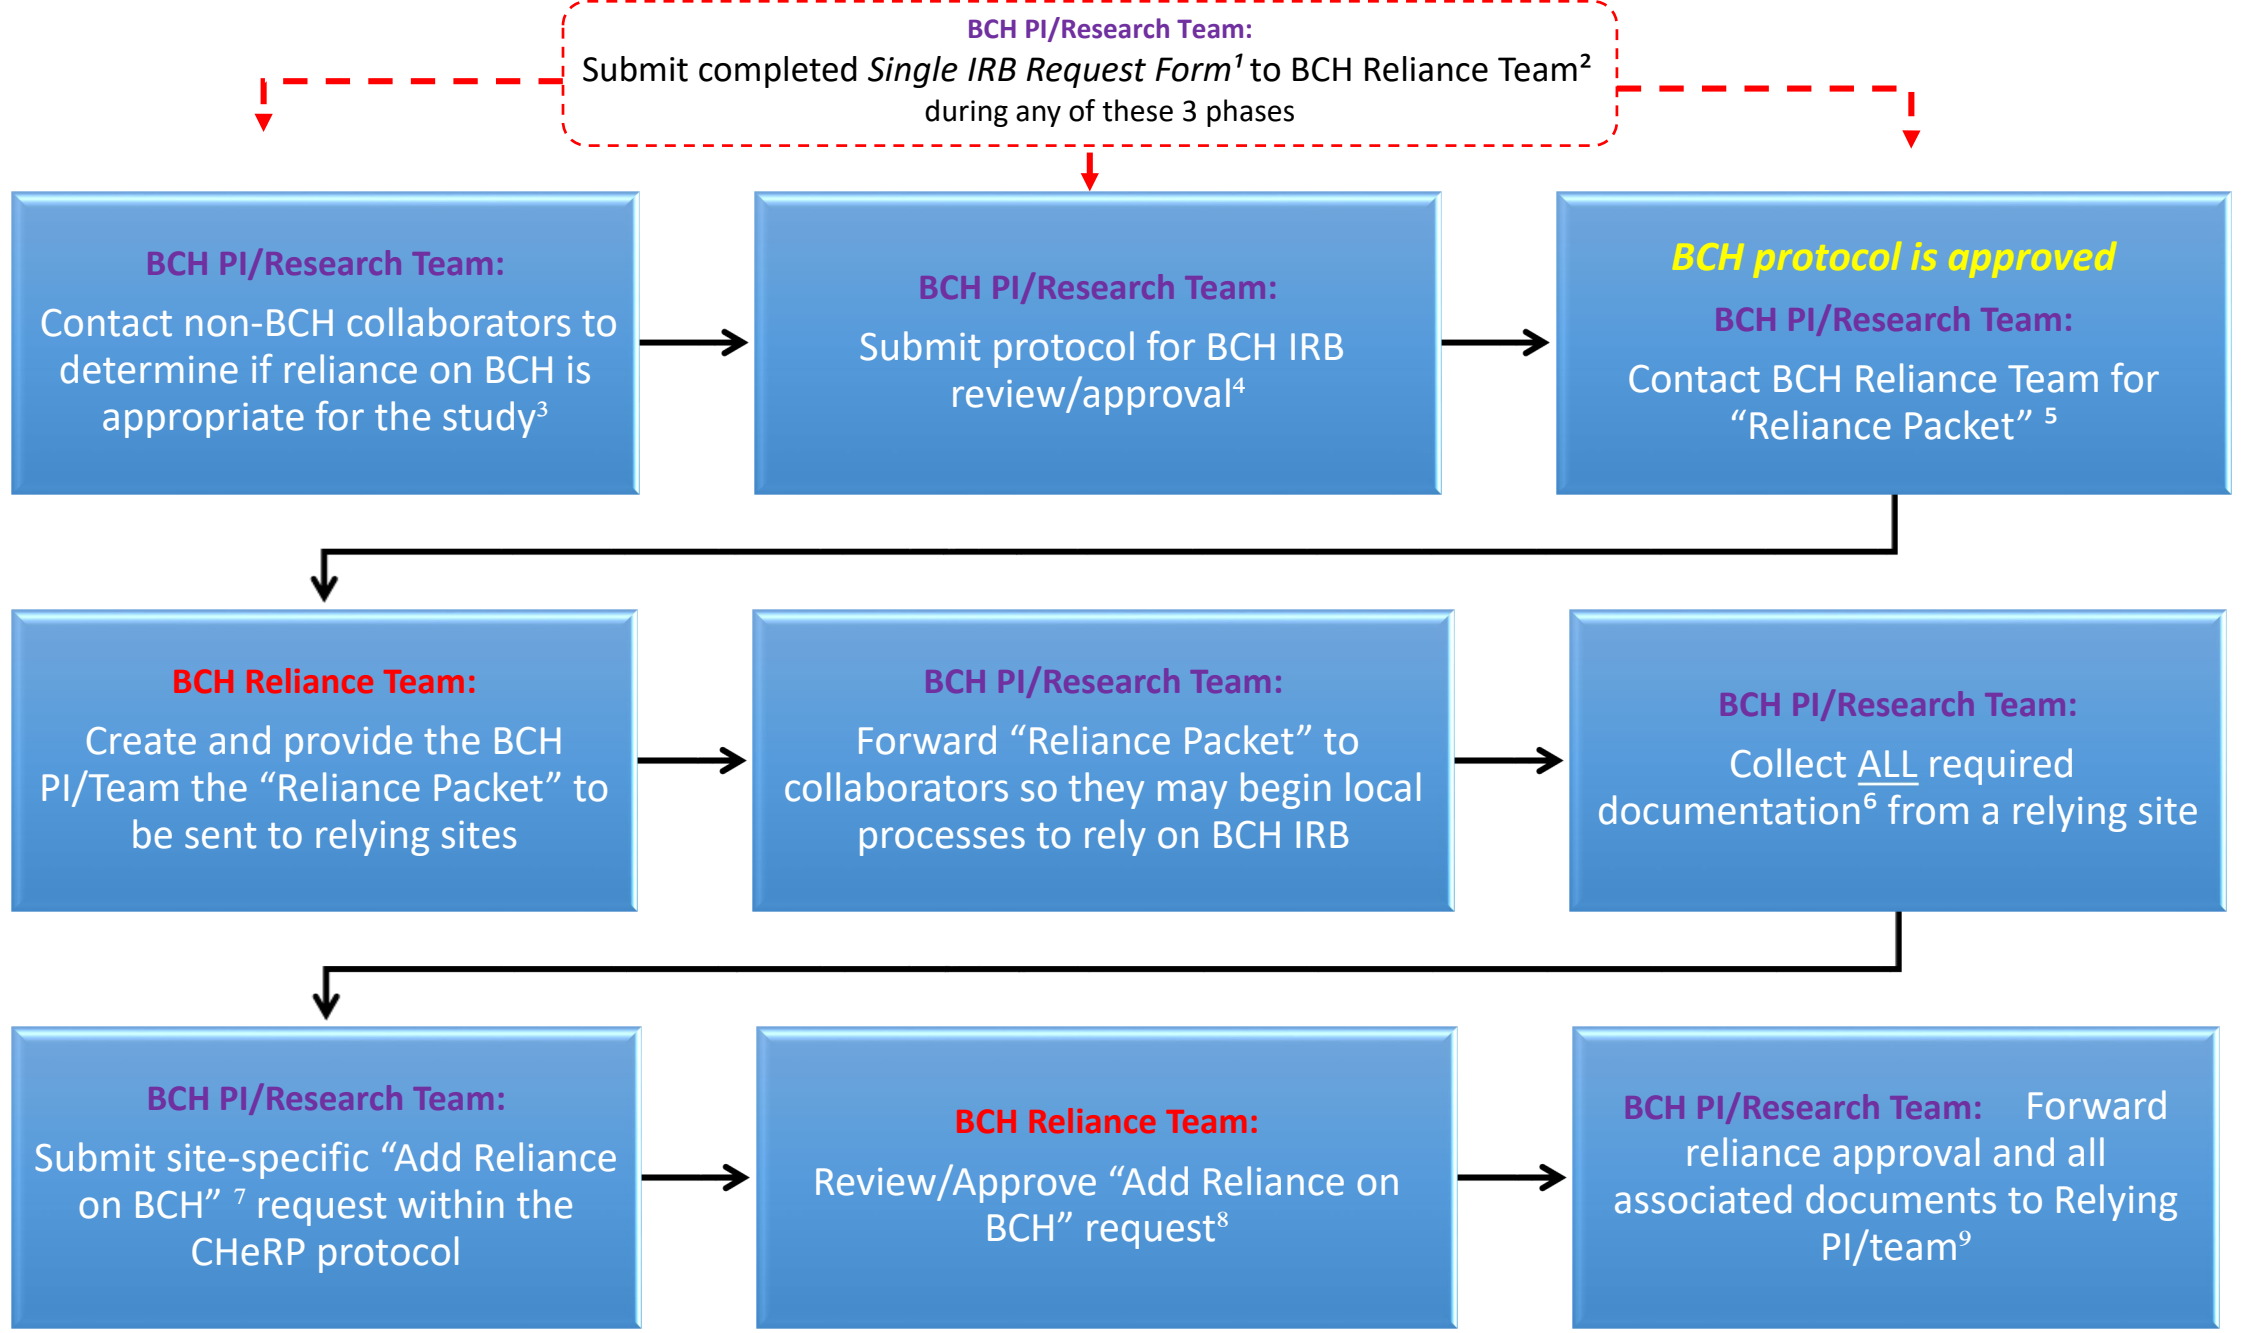 BCH PI/Research Team:
Submit completed Single IRB Request Form¹ to BCH Reliance Team²
during any of these 3 phases
BCH PI/Research Team:
Contact non-BCH collaborators to
determine if reliance on BCH is
appropriate for the study³
BCH PI/Research Team:
Submit protocol for BCH IRB
review/approval⁴
BCH protocol is approved
BCH PI/Research Team:
Contact BCH Reliance Team for
“Reliance Packet” ⁵
BCH Reliance Team:
Create and provide the BCH
PI/Team the “Reliance Packet” to
be sent to relying sites
BCH PI/Research Team:
Forward “Reliance Packet” to
collaborators so they may begin local
processes to rely on BCH IRB
BCH PI/Research Team:
Collect ALL required
documentation⁶ from a relying site
BCH PI/Research Team:
Submit site-specific “Add Reliance
on BCH” ⁷ request within the
CHeRP protocol
BCH Reliance Team:
Review/Approve “Add Reliance on
BCH” request⁸
BCH PI/Research Team: Forward
reliance approval and all
associated documents to Relying
PI/team⁹